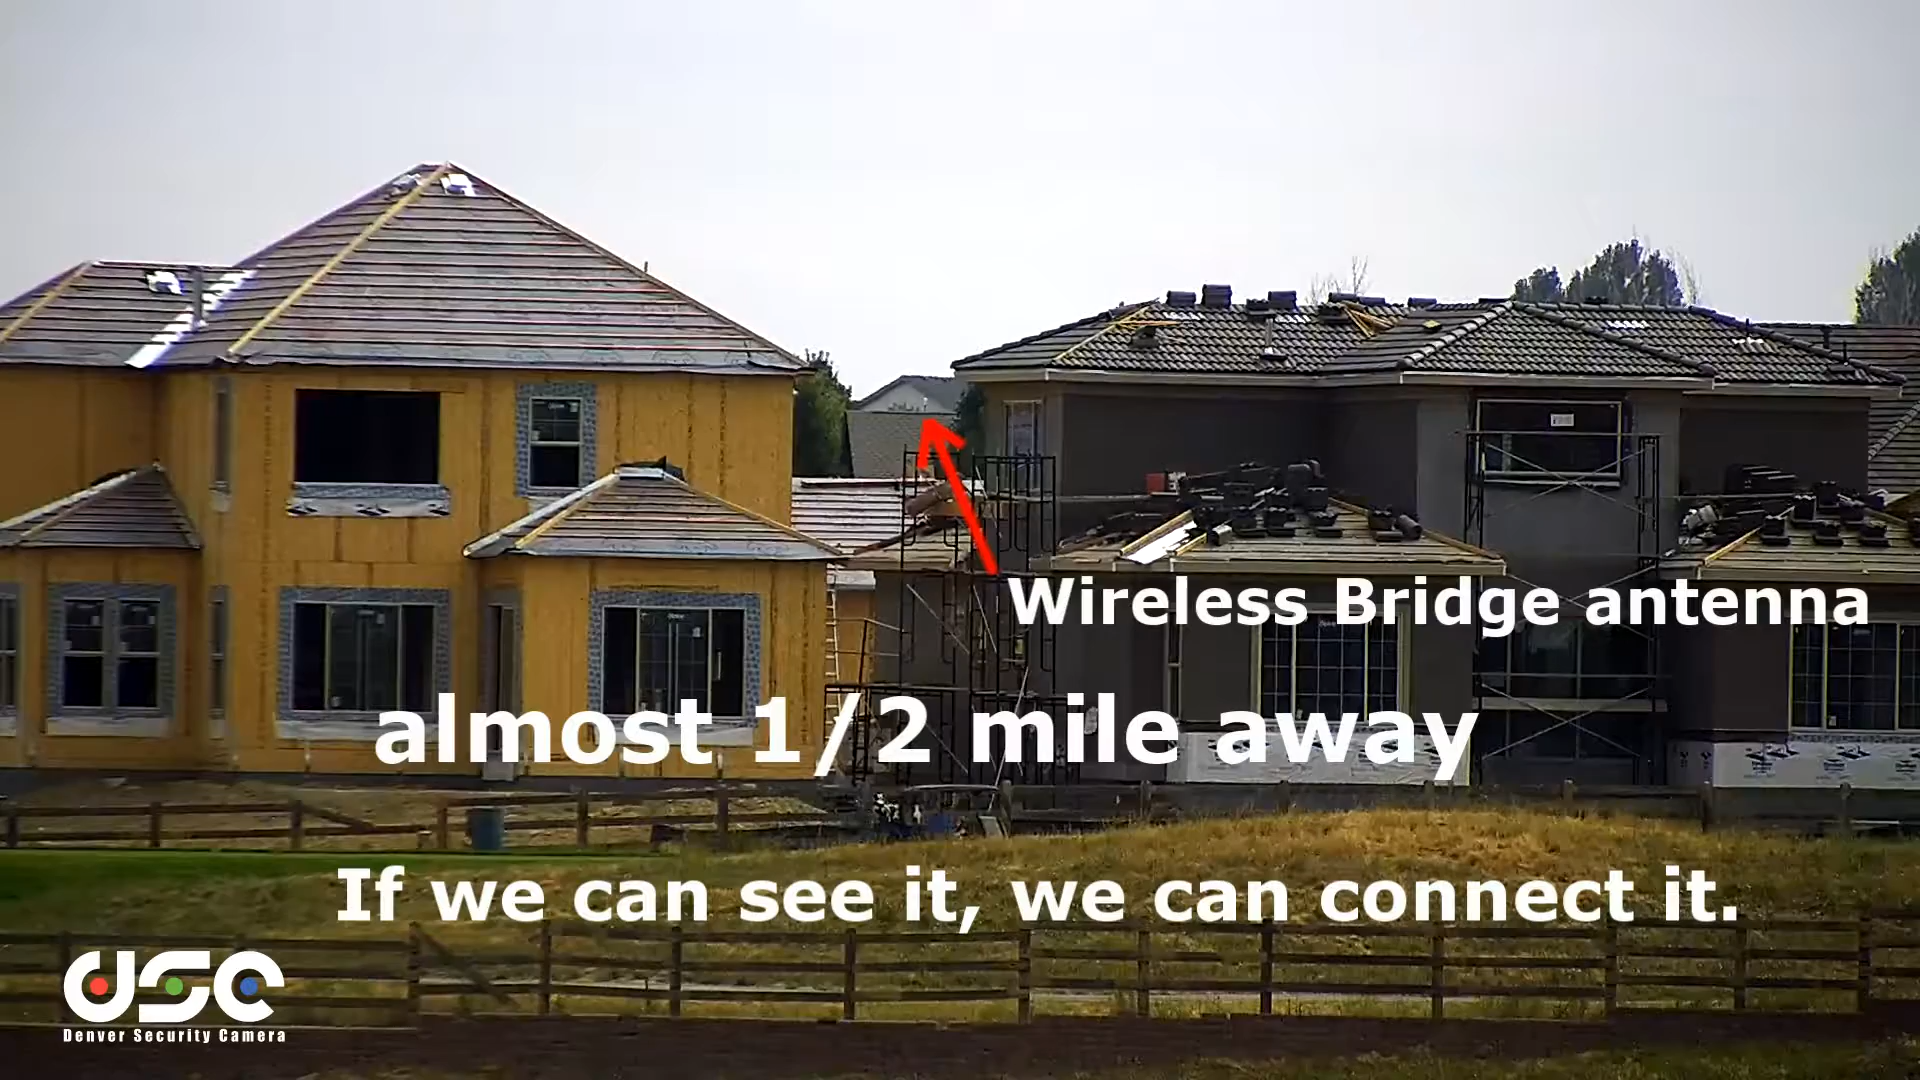 Wireless Bridge antenna
almost 1/2 mile away
If we can see it, we can connect it.
dsc
Denver Security Camera